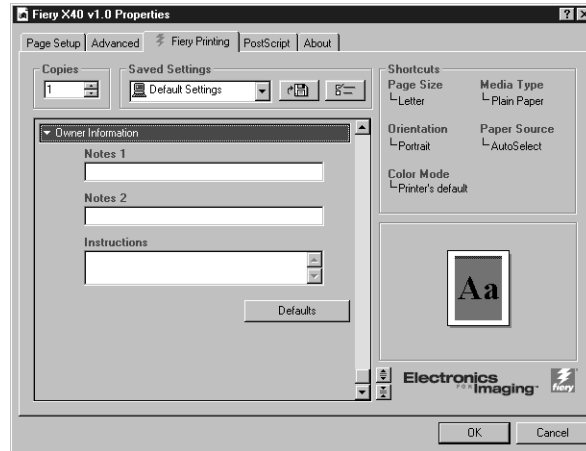 Fiery X40 v1.0 Properties
Page Setup
Advanced
Fiery Printing
PostScript
About
Copies
1
Saved Settings
Default Settings
Owner Information
Notes 1
Notes 2
Instructions
Defaults
Shortcuts
Page Size
Letter
Media Type
Plain Paper
Orientation
Portrait
Paper Source
AutoSelect
Color Mode
Printer's default
Aa
Electronics
FOR Imaging
fiery
OK
Cancel